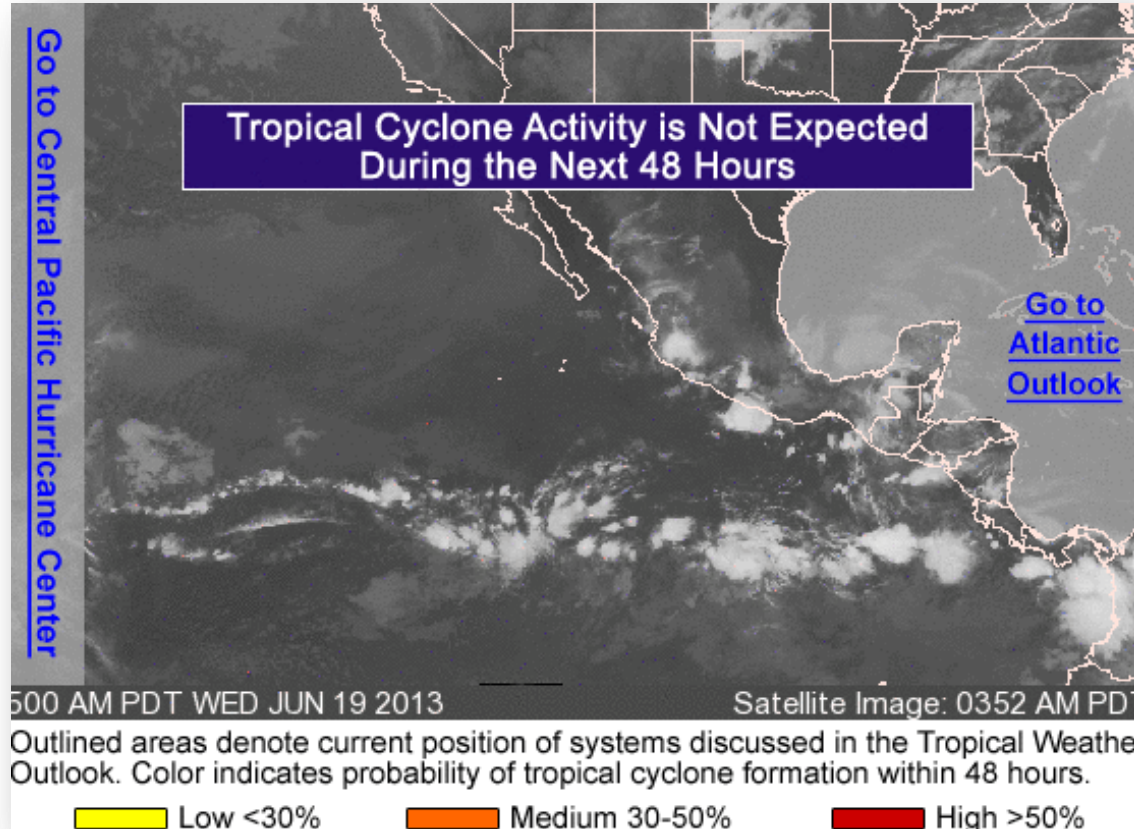 Go to Central Pacific Hurricane Center
Tropical Cyclone Activity is Not Expected
During the Next 48 Hours
Go to
Atlantic
Outlook
500 AM PDT WED JUN 19 2013
Satellite Image: 0352 AM PDT
Outlined areas denote current position of systems discussed in the Tropical Weathe
Outlook. Color indicates probability of tropical cyclone formation within 48 hours.
Low <30%
Medium 30-50%
High >50%